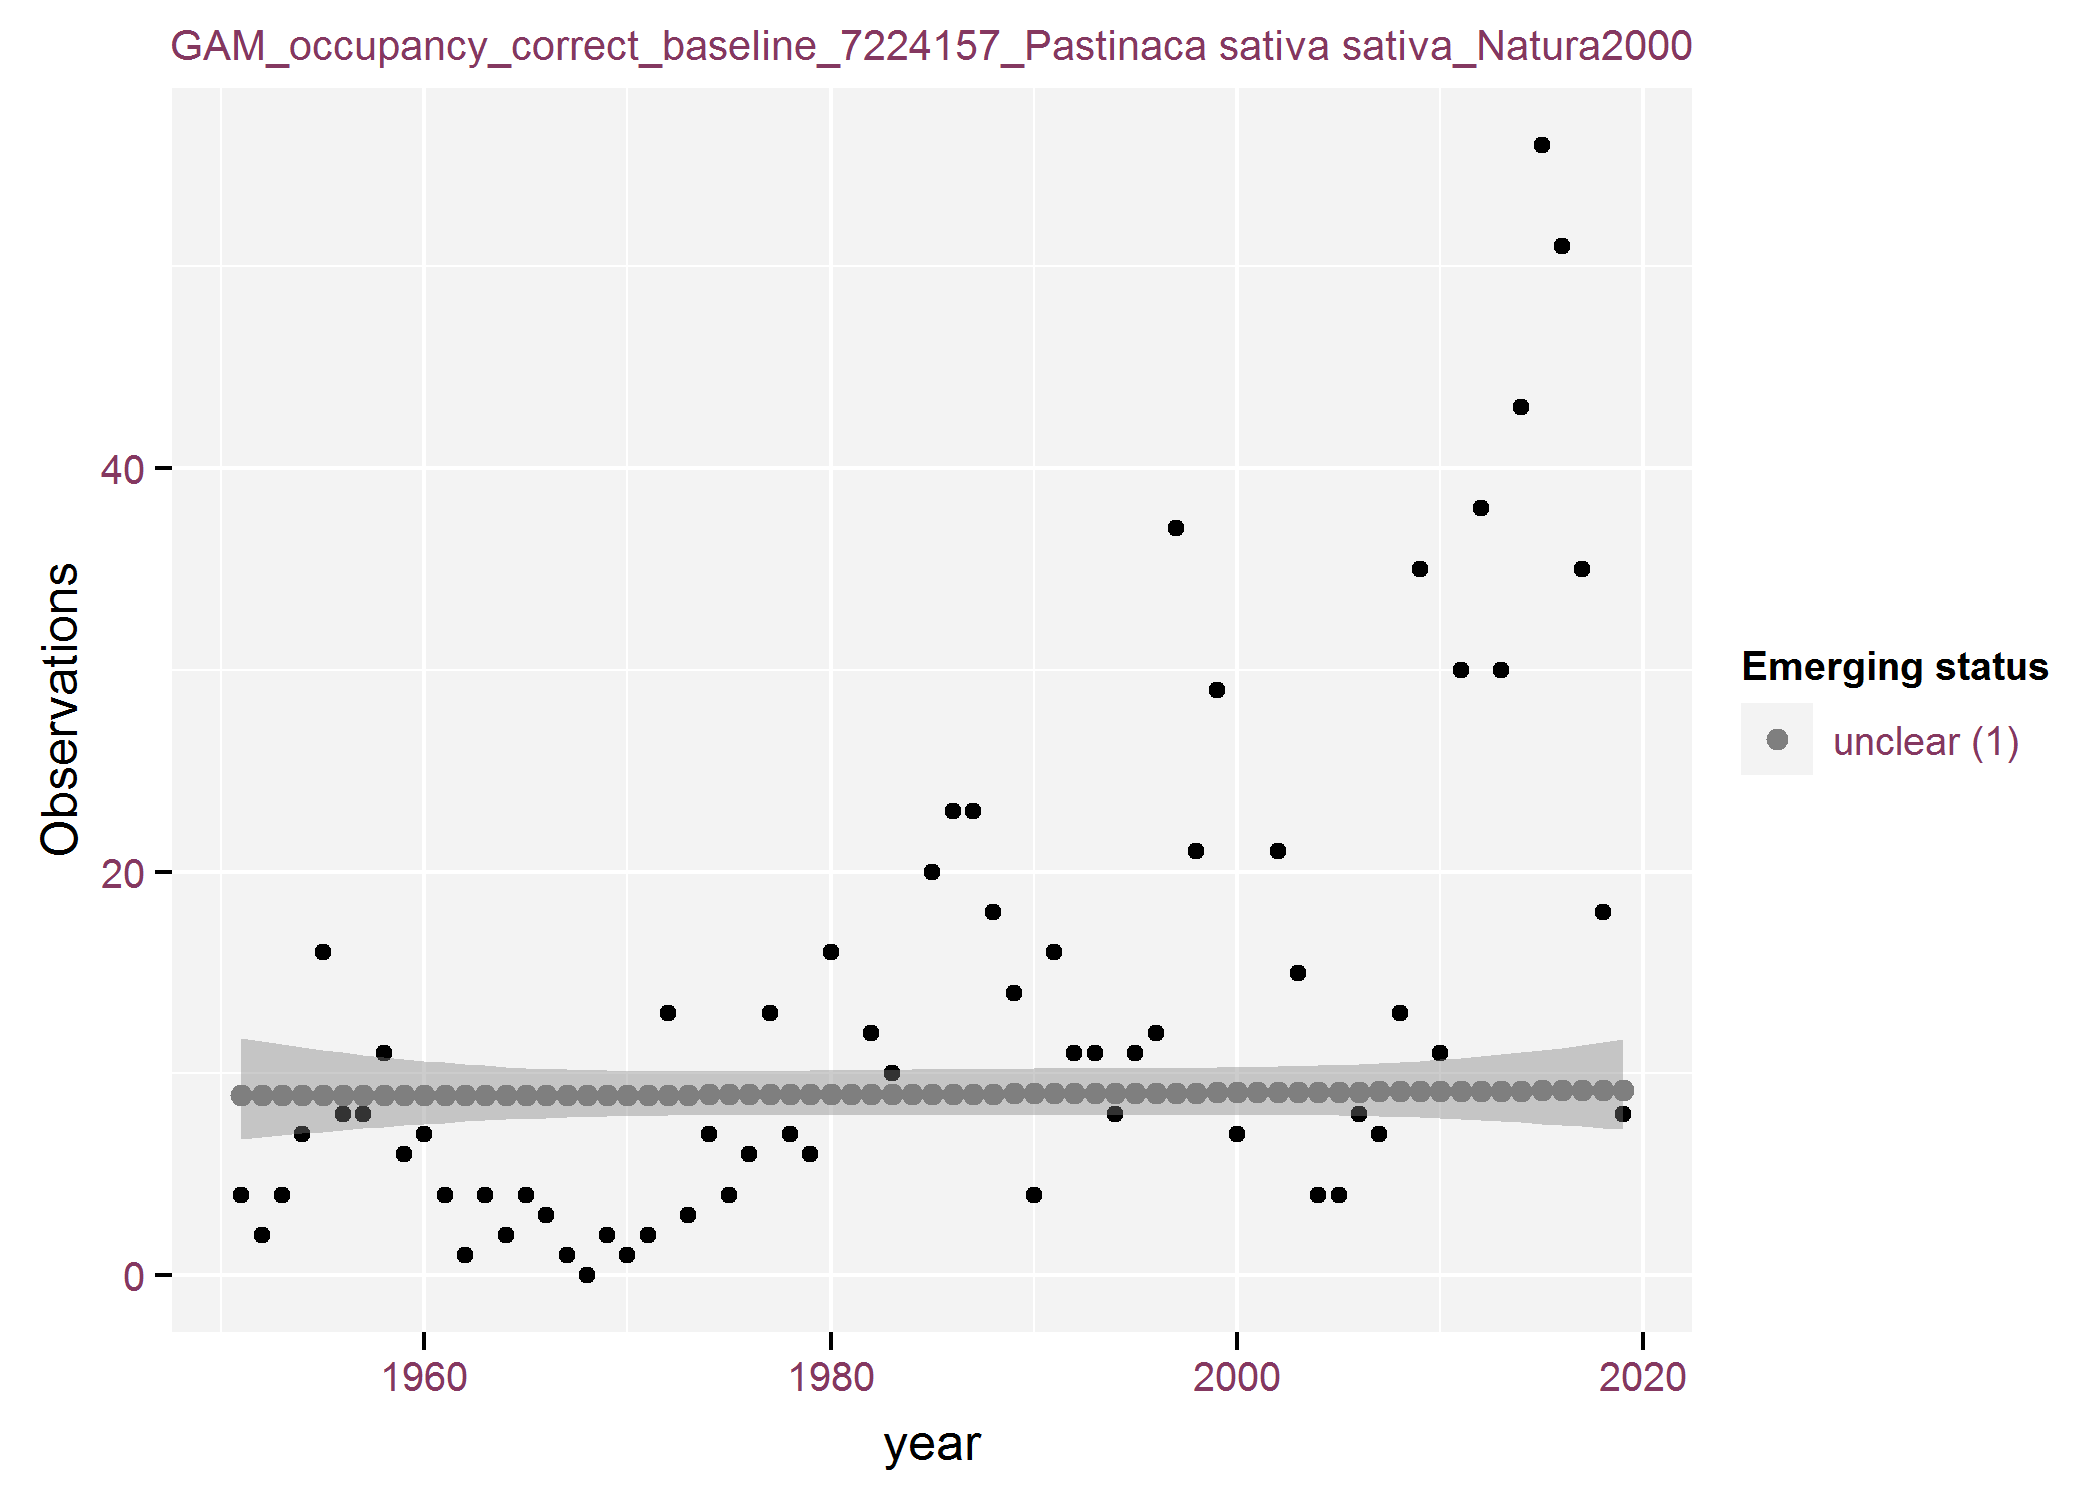 GAM_occupancy_correct_baseline_7224157_Pastinaca sativa sativa_Natura2000
Observations
40
20
0
1960
1980
2000
2020
year
Emerging status
unclear (1)